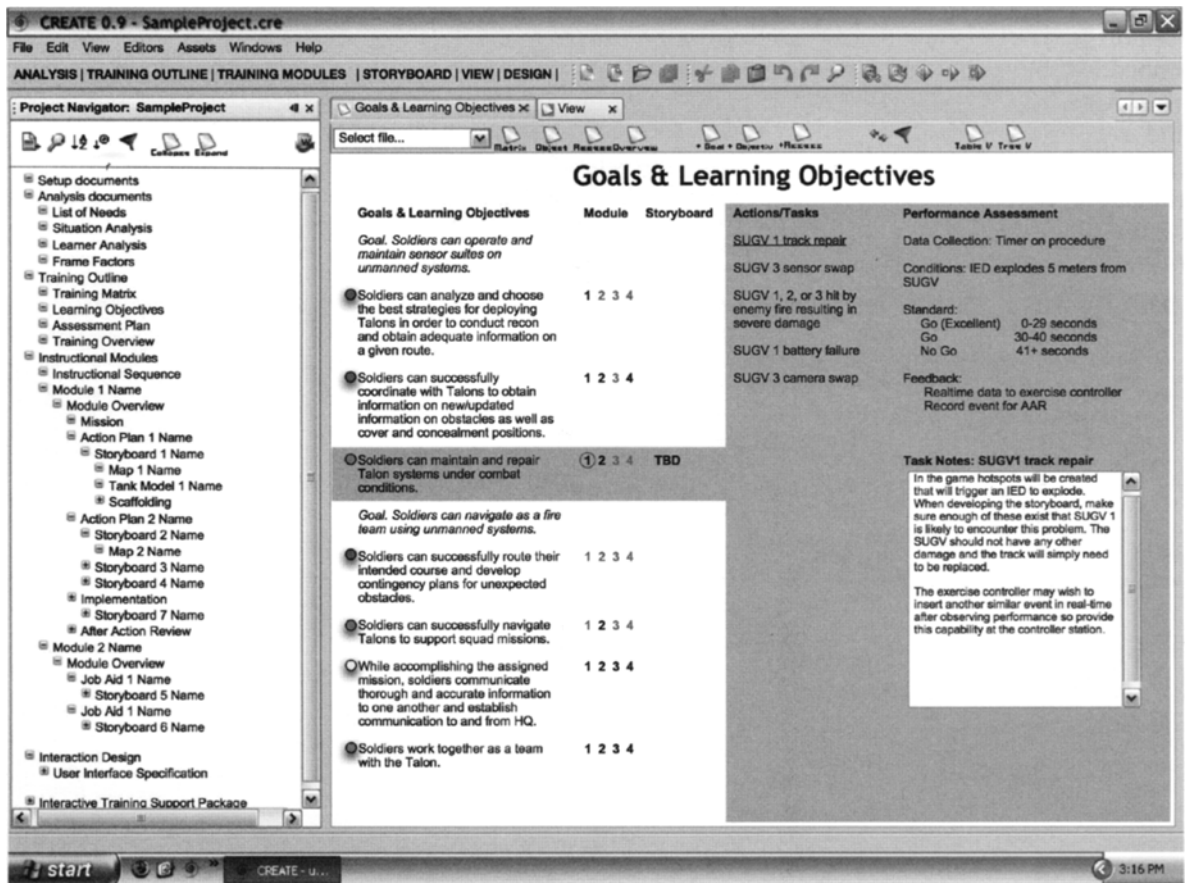 CREATE 0.9 - SampleProject.cre
File Edit View Editors Assets Windows Help
ANALYSIS | TRAINING OUTLINE | TRAINING MODULES | STORYBOARD | VIEW | DESIGN |
Project Navigator: SampleProject
Collapse Expand
Setup documents
Analysis documents
List of Needs
Situation Analysis
Learner Analysis
Frame Factors
Training Outline
Training Matrix
Learning Objectives
Assessment Plan
Training Overview
Instructional Modules
Instructional Sequence
Module 1 Name
Module Overview
Mission
Action Plan 1 Name
Storyboard 1 Name
Map 1 Name
Tank Model 1 Name
Scaffolding
Action Plan 2 Name
Storyboard 2 Name
Map 2 Name
Storyboard 3 Name
Storyboard 4 Name
Implementation
Storyboard 7 Name
After Action Review
Module 2 Name
Module Overview
Job Aid 1 Name
Storyboard 5 Name
Job Aid 1 Name
Storyboard 6 Name
Interaction Design
User Interface Specification
Interactive Training Support Package
Goals & Learning Objectives
View
Select file...
Matrix
Table V Tree V
Goals & Learning Objectives
Goals & Learning Objectives Module Storyboard
Goal. Soldiers can operate and
maintain sensor suites on
unmanned systems.
Soldiers can analyze and choose 1 2 3 4
the best strategies for deploying
Talons in order to conduct recon
and obtain adequate information on
a given route.
Soldiers can successfully 1 2 3 4
coordinate with Talons to obtain
information on new/updated
information on obstacles as well as
cover and concealment positions.
Soldiers can maintain and repair 1 2 3 4 TBD
Talon systems under combat
conditions.
Goal. Soldiers can navigate as a fire
team using unmanned systems.
Soldiers can successfully route their 1 2 3 4
intended course and develop
contingency plans for unexpected
obstacles.
Soldiers can successfully navigate 1 2 3 4
Talons to support squad missions.
While accomplishing the assigned 1 2 3 4
mission, soldiers communicate
thorough and accurate information
to one another and establish
communication to and from HQ.
Soldiers work together as a team 1 2 3 4
with the Talon.
Actions/Tasks
SUGV 1 track repair
SUGV 3 sensor swap
SUGV 1, 2, or 3 hit by
enemy fire resulting in
severe damage
SUGV 1 battery failure
SUGV 3 camera swap
Performance Assessment
Data Collection: Timer on procedure
Conditions: IED explodes 5 meters from
SUGV
Standard:
Go (Excellent) 0-29 seconds
Go 30-40 seconds
No Go 41+ seconds
Feedback:
Realtime data to exercise controller
Record event for AAR
Task Notes: SUGV1 track repair
In the game hotspots will be created
that will trigger an IED to explode.
When developing the storyboard, make
sure enough of these exist that SUGV 1
is likely to encounter this problem. The
SUGV should not have any other
damage and the track will simply need
to be replaced.
The exercise controller may wish to
insert another similar event in real-time
after observing performance so provide
this capability at the controller station.
start
CREATE - u...
3:16 PM